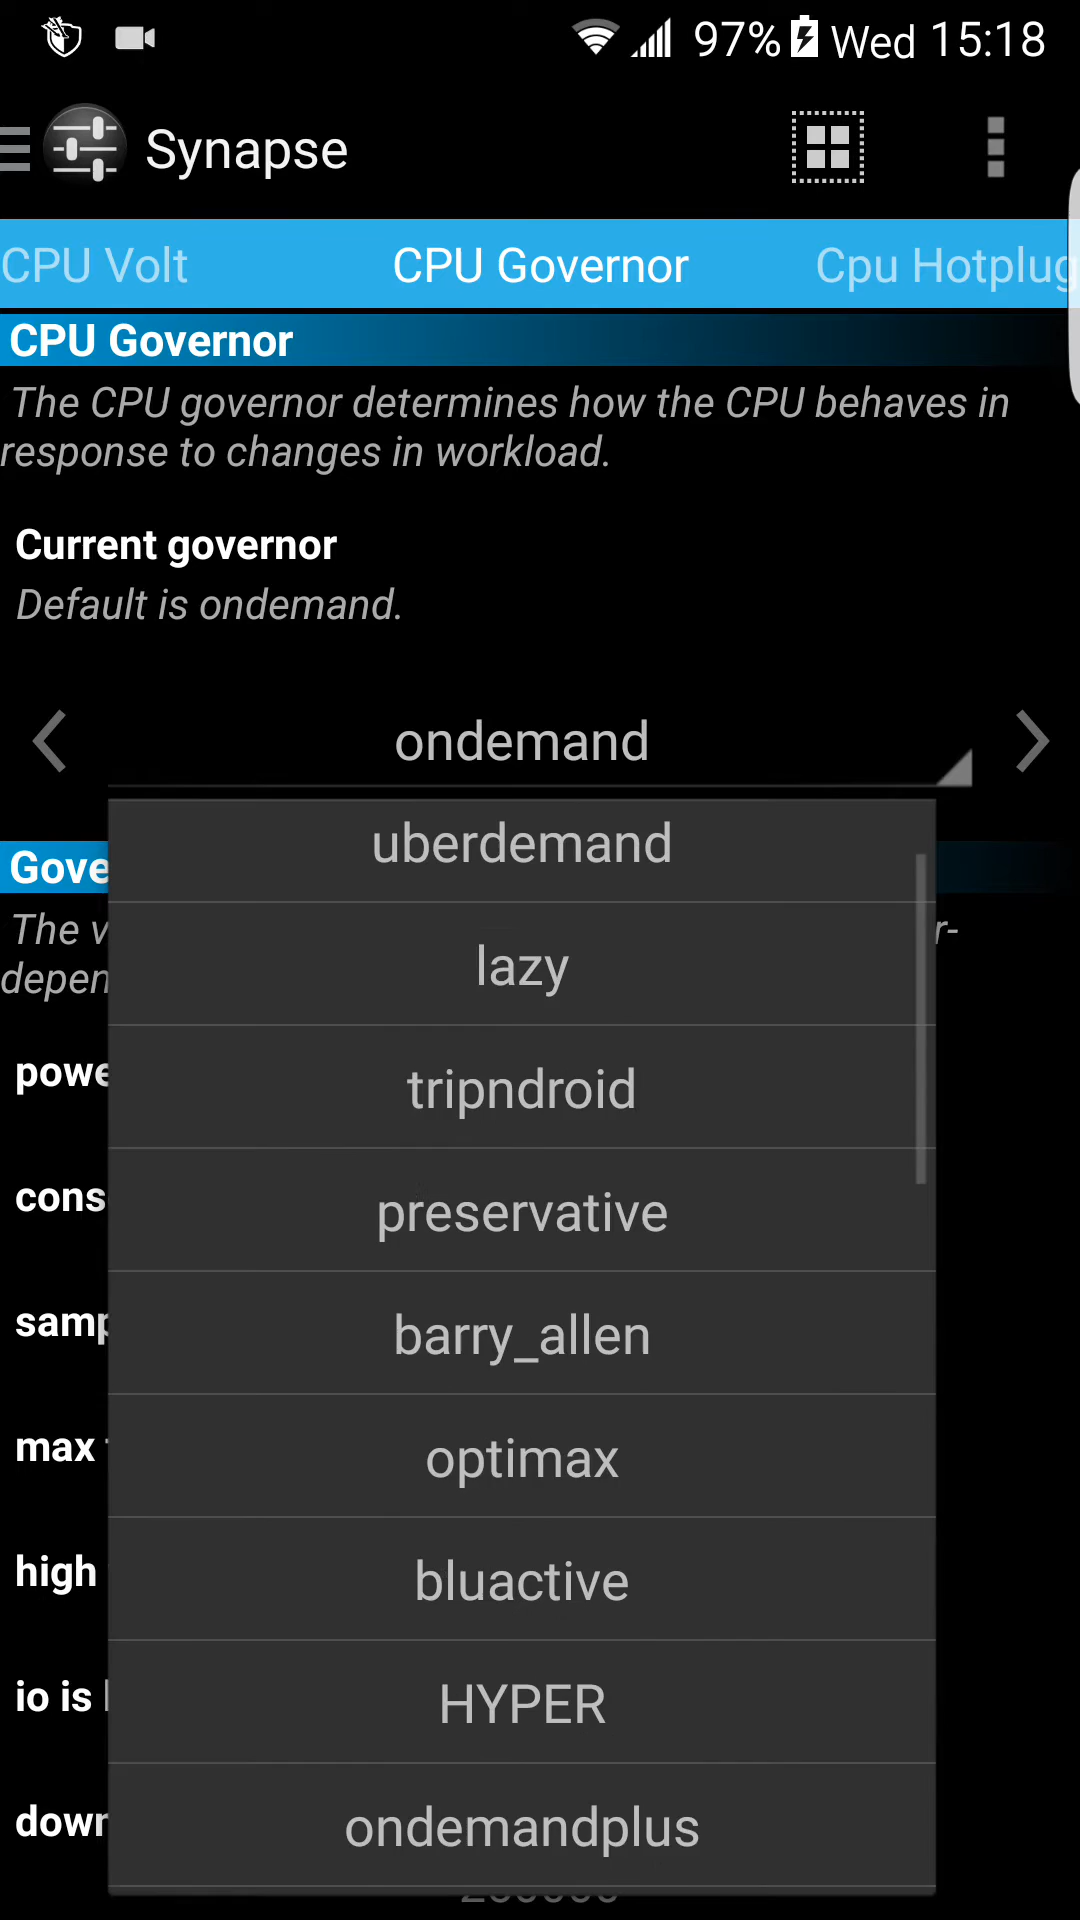 97% Wed 15:18
Synapse
CPU Volt CPU Governor Cpu Hotplug
CPU Governor
The CPU governor determines how the CPU behaves in
response to changes in workload.
Current governor
Default is ondemand.
ondemand
uberdemand
Gove
The v r-
lazy
depen
powe
tripndroid
cons
preservative
samp
barry_allen
max
optimax
high
bluactive
io is
HYPER
down
ondemandplus